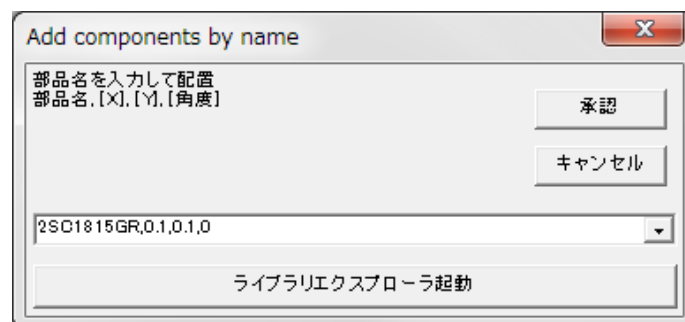 Add components by name
部品名を入力して配置
部品名,[X],[Y],[角度]
承認
キャンセル
2SC1815GR,0.1,0.1,0
ライブラリエクスプローラ起動